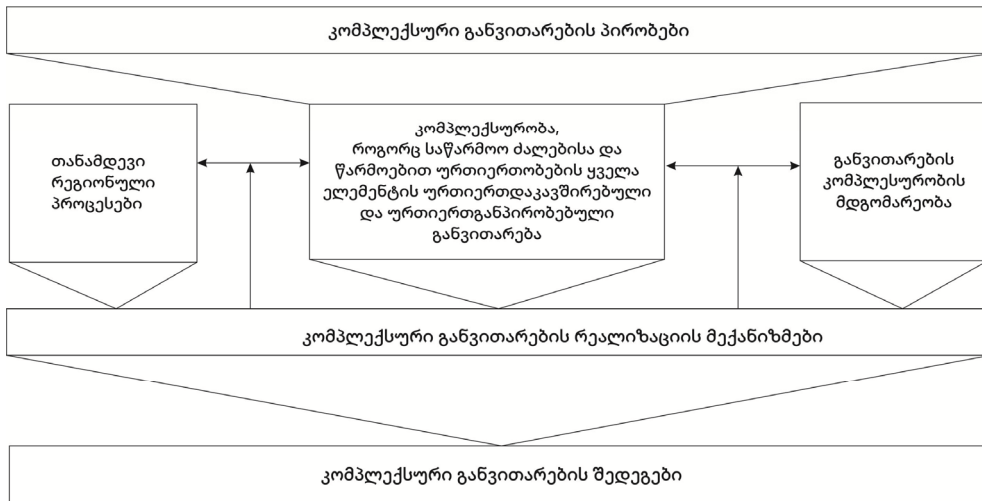 კომპლექსური განვითარების პირობები
თანამდევი
რეგიონული
პროცესები
კომპლექსურობა,
როგორც საწარმოო ძალებისა და
წარმოებით ურთიერთობების ყველა
ელემენტის ურთიერთდაკავშირებული
და ურთიერთგანპირობებული
განვითარება
განვითარების
კომპლესურობის
მდგომარეობა
კომპლექსური განვითარების რეალიზაციის მექანიზმები
კომპლექსური განვითარების შედეგები